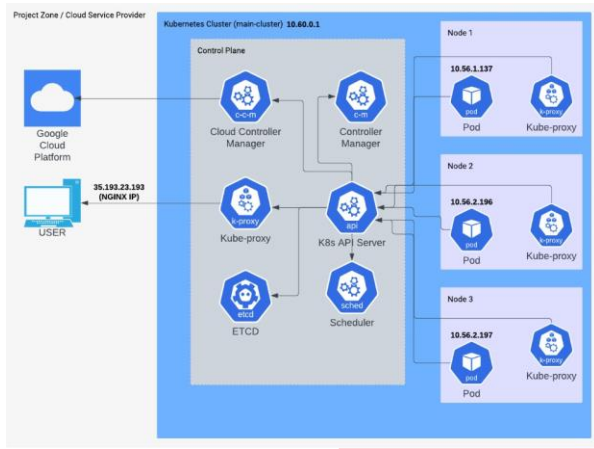 Project Zone / Cloud Service Provider
Kubernetes Cluster (main-cluster) 10.60.0.1
Control Plane
c-c-m
Cloud Controller
Manager
c-m
Controller
Manager
Google
Cloud
Platform
35.193.23.193
(NGINX IP)
USER
k-proxy
Kube-proxy
api
K8s API Server
etcd
ETCD
sched
Scheduler
Node 1
10.56.1.137
pod
Pod
k-proxy
Kube-proxy
Node 2
10.56.2.196
pod
Pod
k-proxy
Kube-proxy
Node 3
10.56.2.197
pod
Pod
k-proxy
Kube-proxy